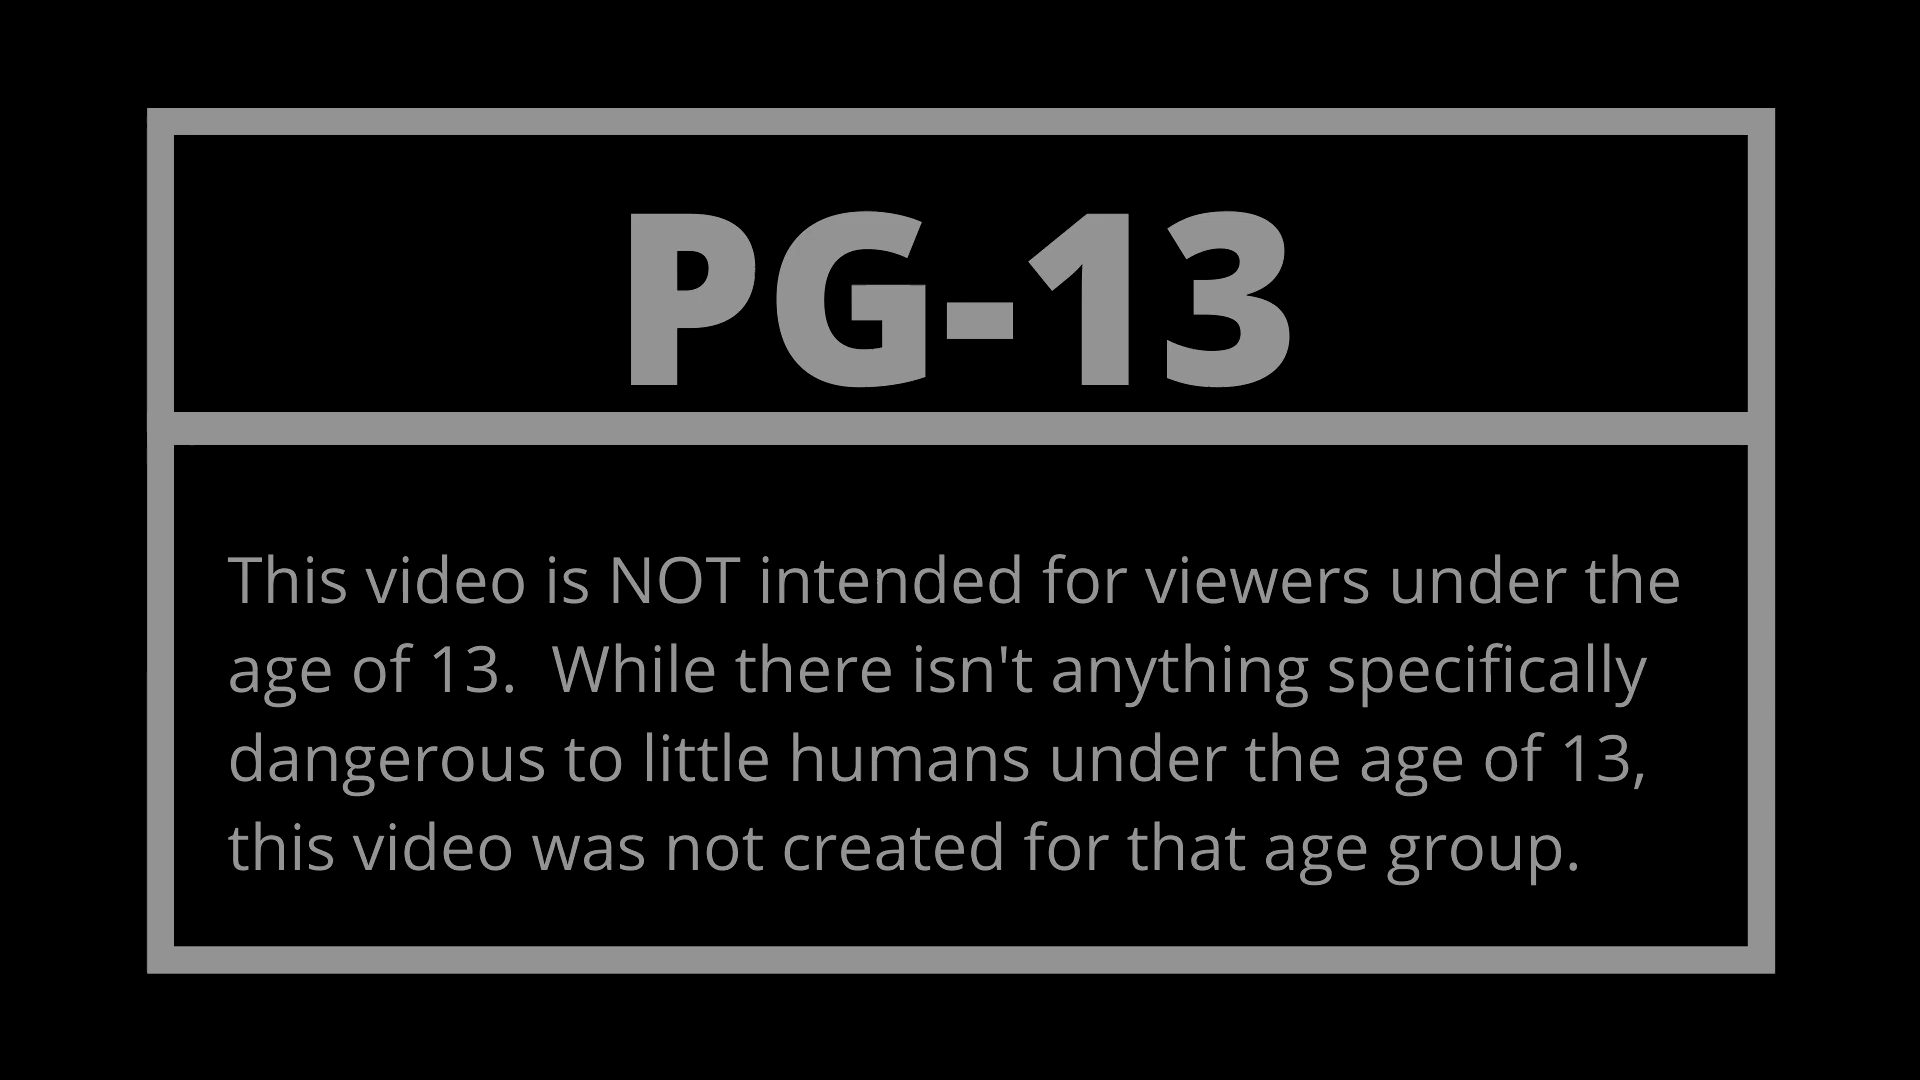 PG-13
This video is NOT intended for viewers under the
age of 13.  While there isn't anything specifically
dangerous to little humans under the age of 13,
this video was not created for that age group.